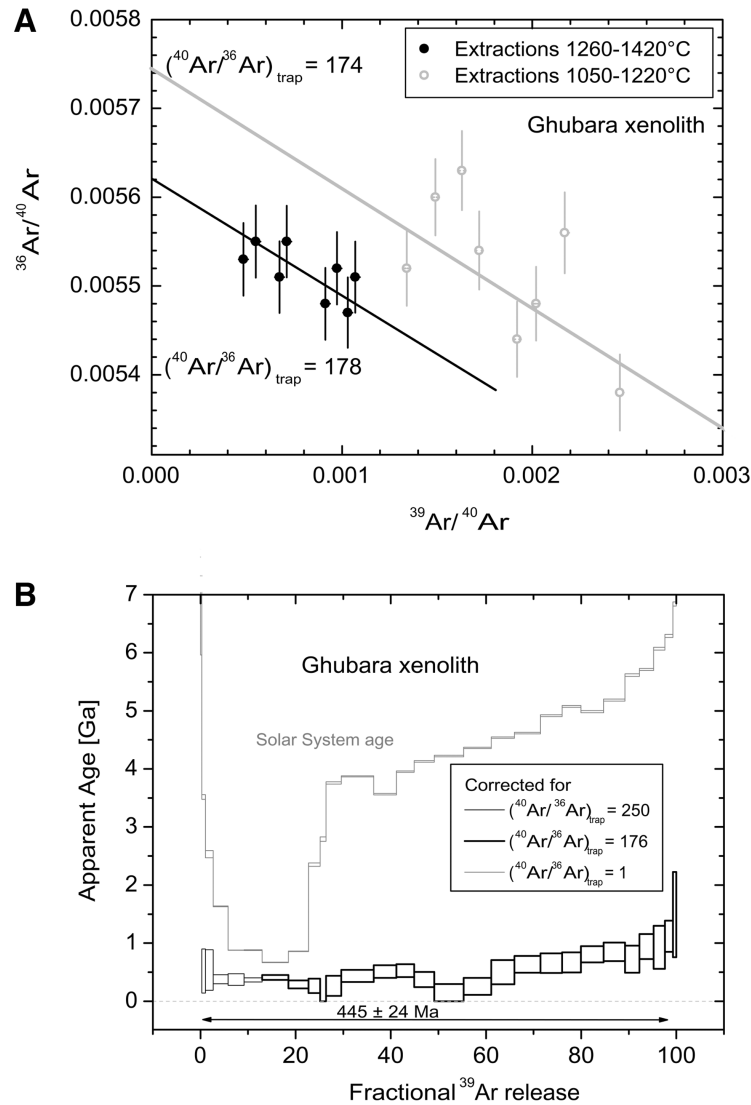 A
0.0058
0.0057
0.0056
0.0055
0.0054
³⁶Ar/⁴⁰Ar
(⁴⁰Ar/³⁶Ar)trap = 174
● Extractions 1260-1420°C
○ Extractions 1050-1220°C
Ghubara xenolith
(⁴⁰Ar/³⁶Ar)trap = 178
0.000 0.001 0.002 0.003
³⁹Ar/⁴⁰Ar
B
7
6
5
4
3
2
1
0
Apparent Age [Ga]
Ghubara xenolith
Solar System age
Corrected for
(⁴⁰Ar/³⁶Ar)trap = 250
(⁴⁰Ar/³⁶Ar)trap = 176
(⁴⁰Ar/³⁶Ar)trap = 1
445 ± 24 Ma
0 20 40 60 80 100
Fractional ³⁹Ar release